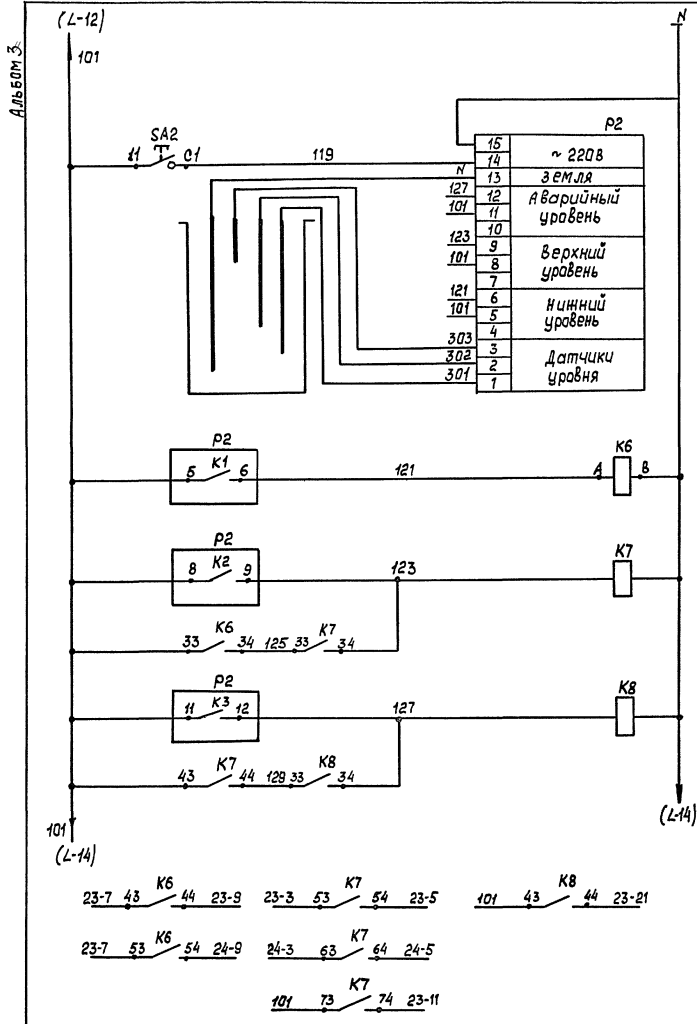 Альбом 3.
(L-12)
N
101
SA2
11
C1
119
P2
15
14
~ 220В
N
13
Земля
127
12
Аварийный
101
11
уровень
10
123
9
Верхний
101
8
уровень
7
121
6
Нижний
101
5
уровень
4
303
3
Датчики
302
2
уровня
301
1
P2
K1
5
6
121
A
K6
B
P2
K2
8
9
123
K7
K6
K7
33
34
125
33
34
P2
K3
11
12
127
K8
K7
K8
43
44
129
33
34
101
(L-14)
(L-14)
K6
23-7 43 44 23-9
K7
23-3 53 54 23-5
K8
101 43 44 23-21
K6
23-7 53 54 24-9
K7
24-3 63 64 24-5
K7
101 73 74 23-11